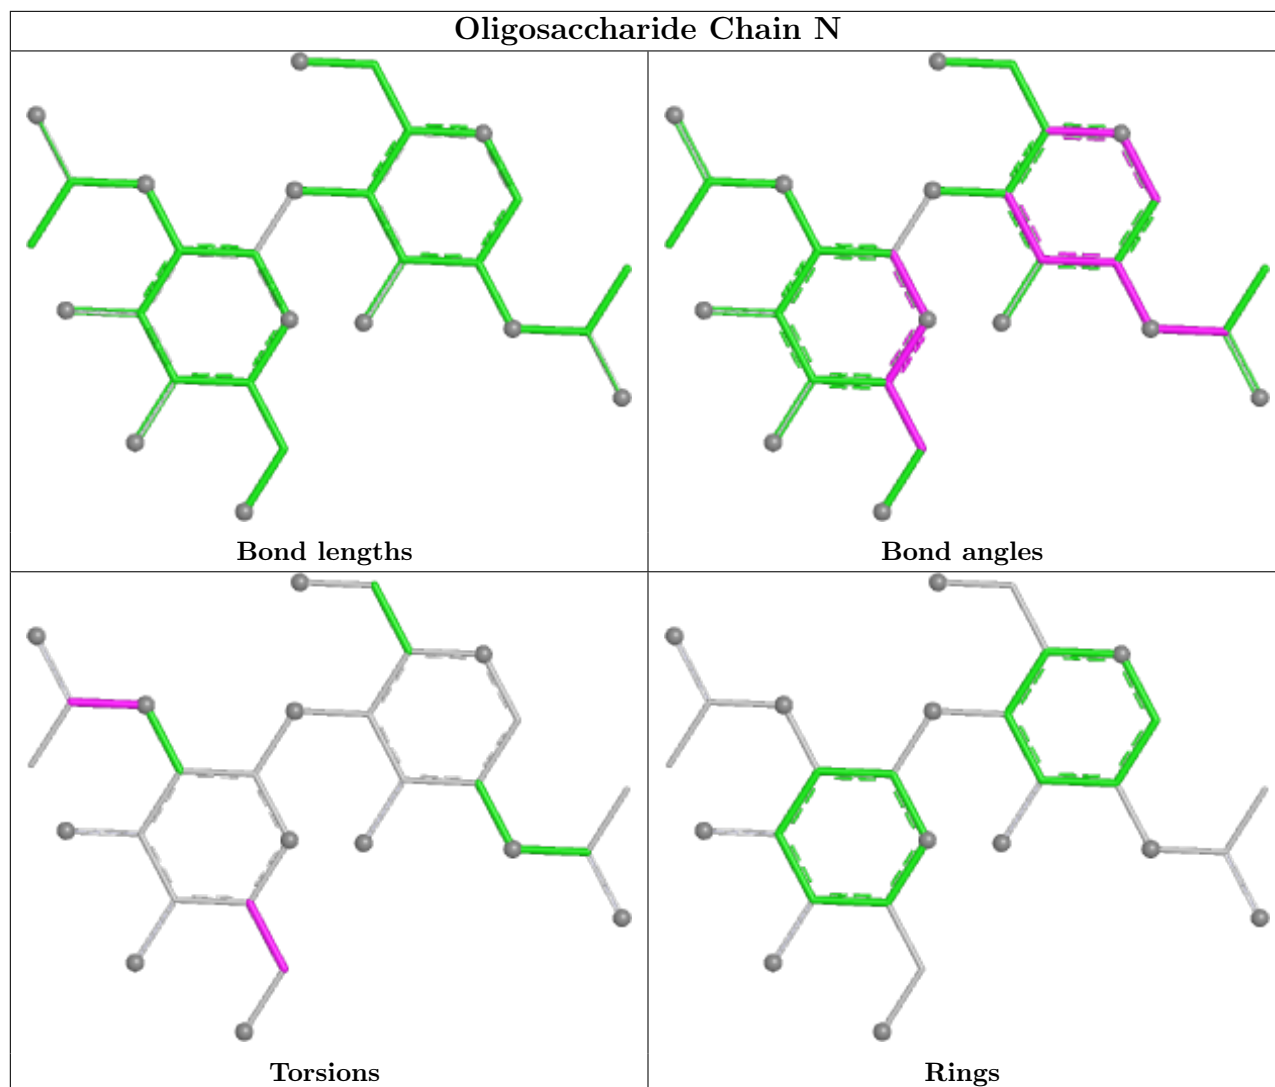 Oligosaccharide Chain N
Bond lengths
Bond angles
Torsions
Rings